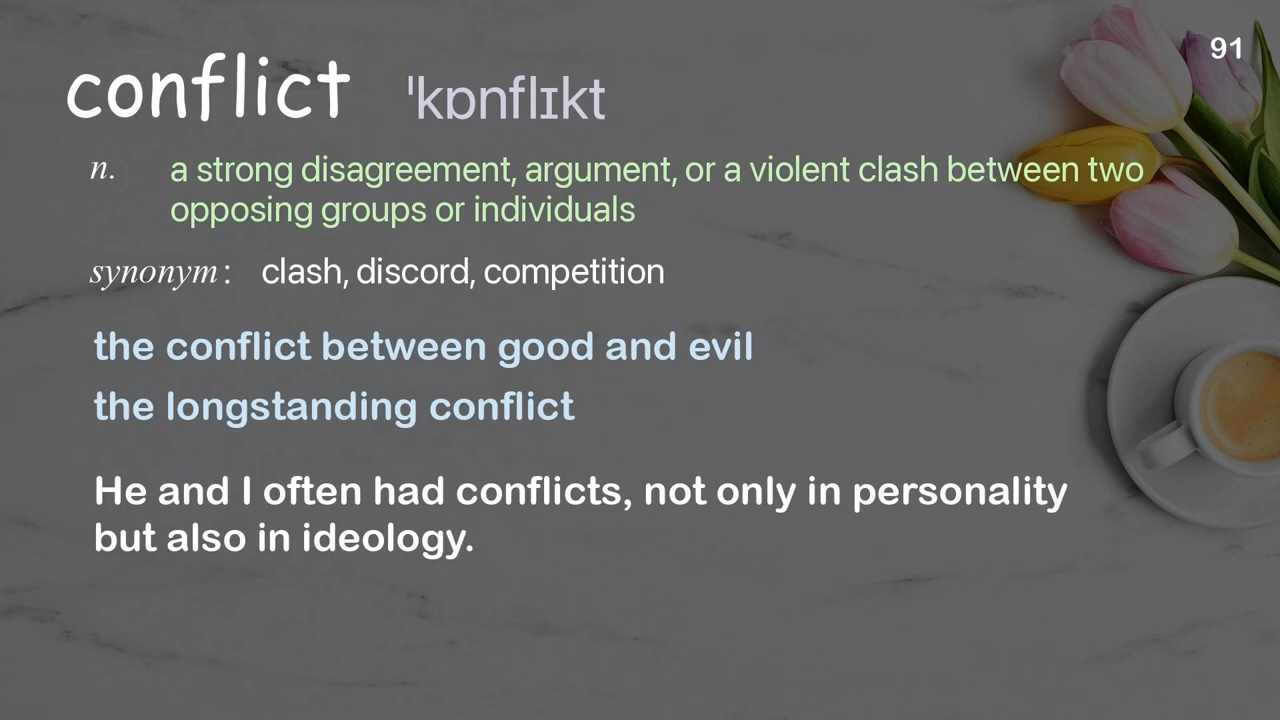 91
conflict ˈkɒnflɪkt
n. a strong disagreement, argument, or a violent clash between two
opposing groups or individuals
synonym: clash, discord, competition
the conflict between good and evil
the longstanding conflict
He and I often had conflicts, not only in personality
but also in ideology.